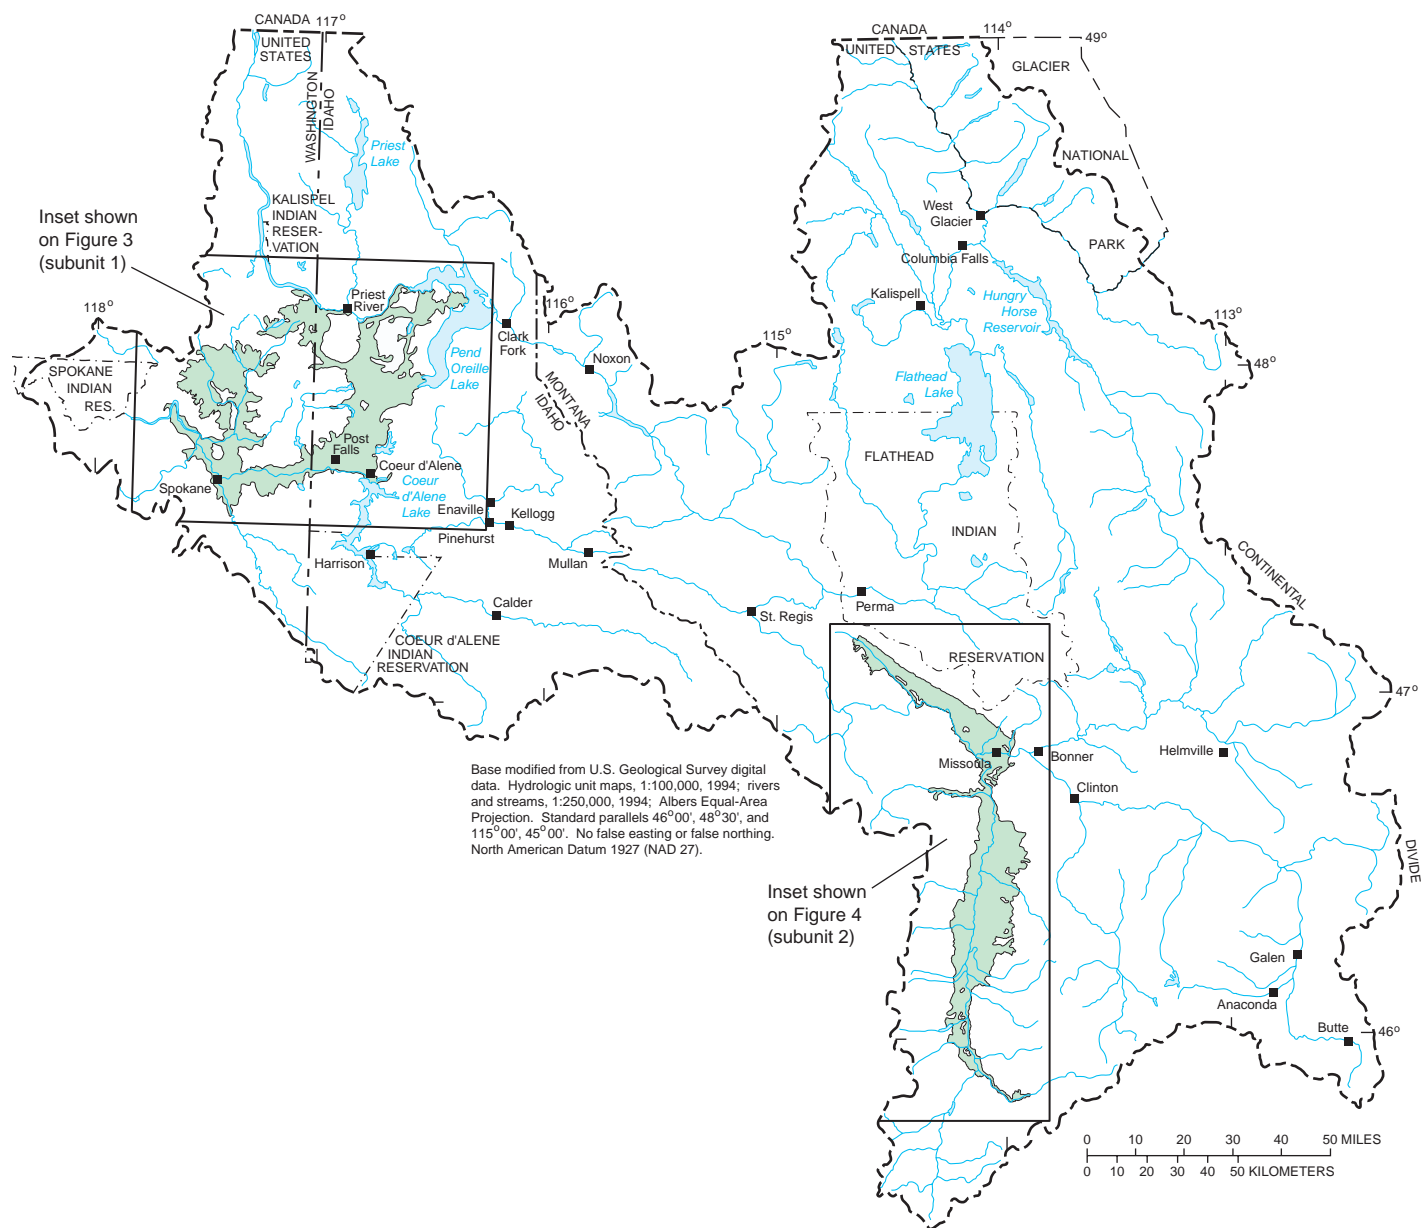 CANADA
UNITED
STATES
117°
WASHINGTON
IDAHO
Priest
Lake
KALISPEL
INDIAN
RESER-
VATION
Inset shown
on Figure 3
(subunit 1)
118°
SPOKANE
INDIAN
RES.
Priest
River
Clark
Fork
116°
Noxon
Pend
Oreille
Lake
MONTANA
IDAHO
Post
Falls
Coeur d'Alene
Coeur
d'Alene
Lake
Spokane
Enaville
Kellogg
Pinehurst
Mullan
Harrison
Calder
COEUR d'ALENE
INDIAN
RESERVATION
CANADA
UNITED STATES
114°
49°
GLACIER
NATIONAL
PARK
West
Glacier
Columbia Falls
Kalispell
Hungry
Horse
Reservoir
113°
48°
115°
Flathead
Lake
FLATHEAD
INDIAN
RESERVATION
CONTINENTAL
DIVIDE
St. Regis
Perma
47°
Missoula
Bonner
Helmville
Clinton
Base modified from U.S. Geological Survey digital
data. Hydrologic unit maps, 1:100,000, 1994; rivers
and streams, 1:250,000, 1994; Albers Equal-Area
Projection. Standard parallels 46°00', 48°30', and
115°00', 45°00'. No false easting or false northing.
North American Datum 1927 (NAD 27).
Inset shown
on Figure 4
(subunit 2)
Galen
Anaconda
Butte
46°
0 10 20 30 40 50 MILES
0 10 20 30 40 50 KILOMETERS